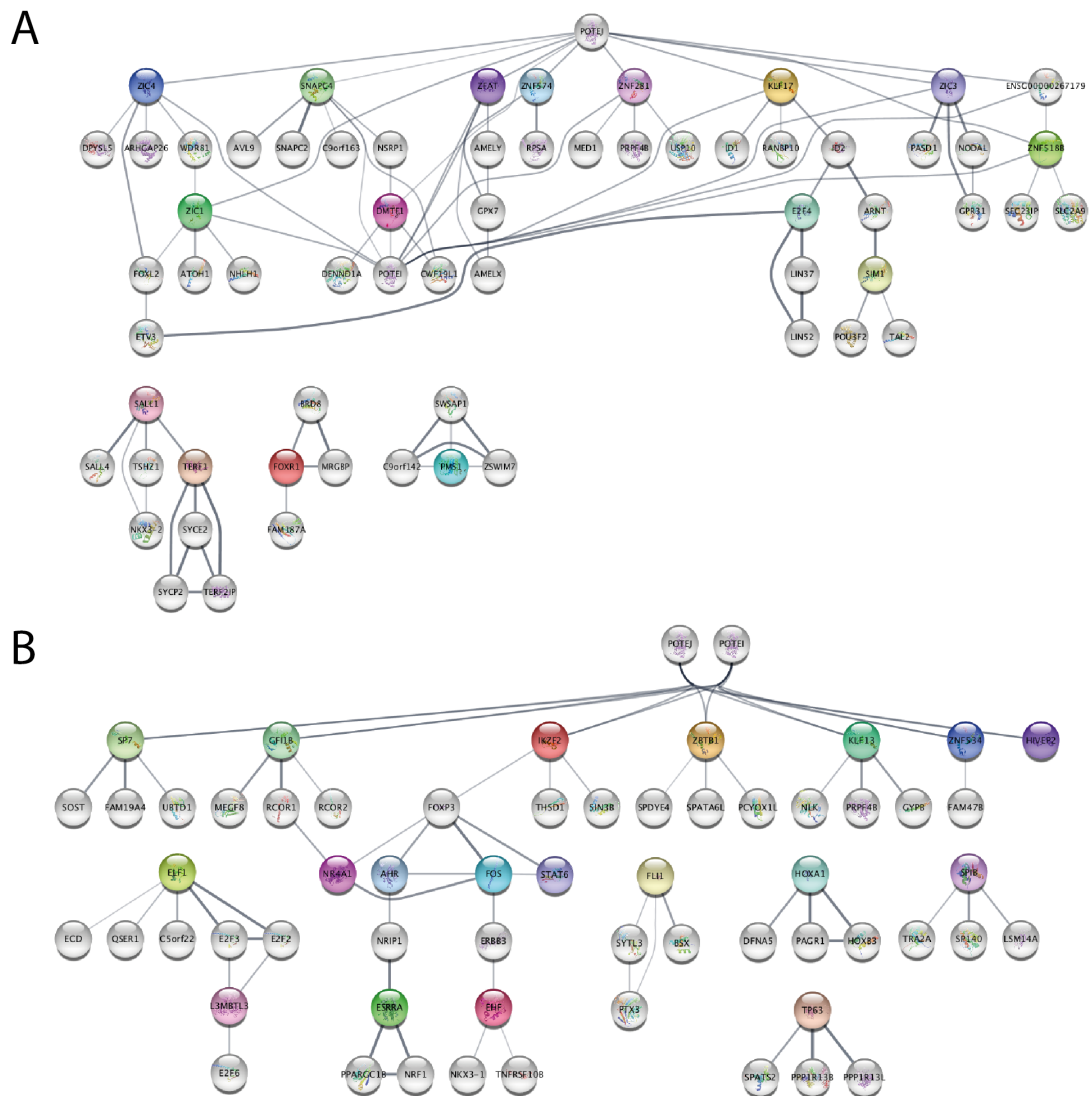 A
POTEJ
ZIC4 SNAPC4 ZFAT ZNF574 ZNF281 KLF17 ZIC3 ENSG00000267179
DPYSL5 ARHGAP26 WDR81 AVL9 SNAPC2 C9orf163 NSRP1 RPSA AMELY MED1 PRPF4B USP10 ID1 RANBP10 JDP2 PASD1 NODAL ZNF518B
ZIC1 DMTF1 GPX7 E2F4 ARNT GPR31 SEC23IP SLC2A9
FOXL2 ATOH1 NHLH1 DENND1A POTEI CWF19L1 AMELX LIN37 SIM1
ETV3 LIN52 POU3F2 TAL2
SALL1 BRD8 SWSAP1
SALL4 TSHZ1 TERF1 FOXR1 MRGBP C9orf142 PMS1 ZSWIM7
NKX3-2 SYCE2 FAM187A
SYCP2 TERF2IP
B
POTEJ POTEI
SP7 GFI1B IKZF2 ZBTB1 KLF13 ZNF534 HIVEP2
SOST FAM19A4 UBTD1 MEGF8 RCOR1 RCOR2 FOXP3 THSD1 SIN3B SPDYE4 SPATA6L PCYOX1L NLK PRPF4B GYPB FAM47B
ELF1 NR4A1 AHR FOS STAT6 FLI1 HOXA1 SPIB
ECD QSER1 C5orf22 E2F3 E2F2 NRIP1 ERBB3 SYTL3 BSX DFNA5 PAGR1 HOXB3 TRA2A SP140 LSM14A
L3MBTL3 ESRRA EHF PTX3 TP63
E2F6 PPARGC1B NRF1 NKX3-1 TNFRSF10B SPATS2 PPP1R13B PPP1R13L